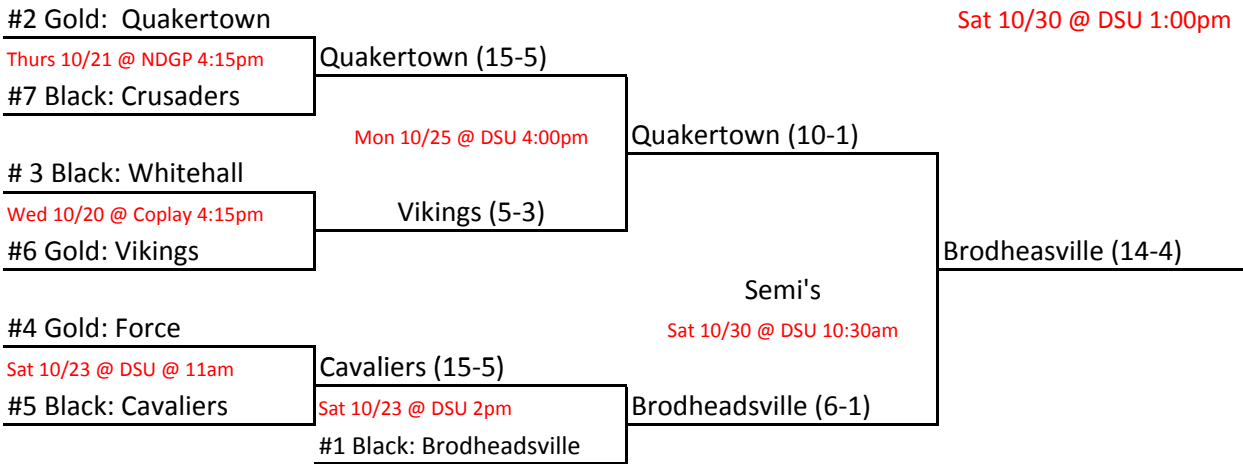 #2 Gold:  Quakertown
Sat 10/30 @ DSU 1:00pm
Thurs 10/21 @ NDGP 4:15pm
Quakertown (15-5)
#7 Black: Crusaders
Mon 10/25 @ DSU 4:00pm
Quakertown (10-1)
# 3 Black: Whitehall
Wed 10/20 @ Coplay 4:15pm
Vikings (5-3)
#6 Gold: Vikings
Brodheasville (14-4)
Semi's
#4 Gold: Force
Sat 10/30 @ DSU 10:30am
Sat 10/23 @ DSU @ 11am
Cavaliers (15-5)
#5 Black: Cavaliers
Sat 10/23 @ DSU 2pm
Brodheadsville (6-1)
#1 Black: Brodheadsville